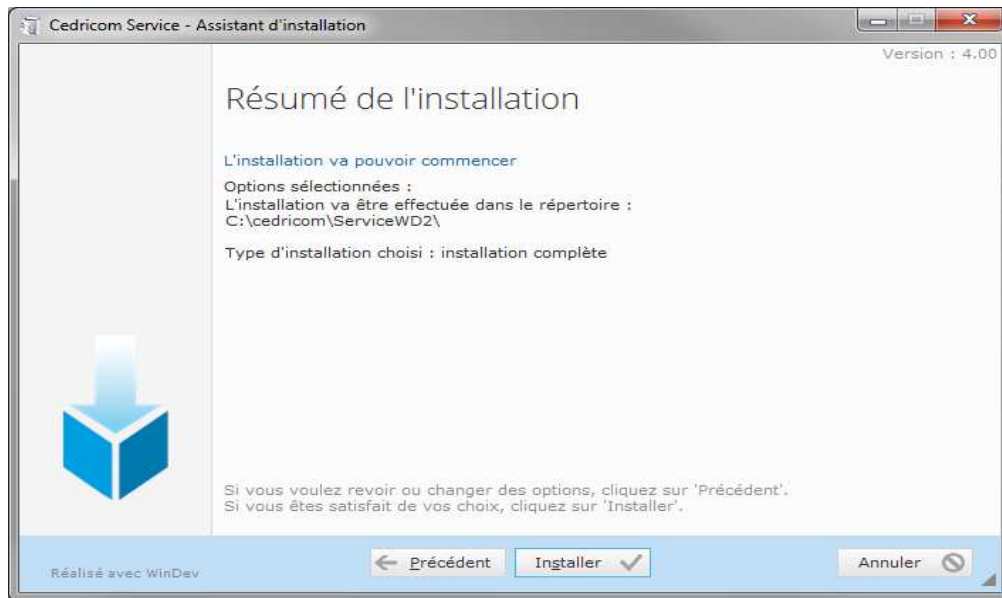 Cedricom Service - Assistant d'installation
Version : 4.00
Résumé de l'installation
L'installation va pouvoir commencer
Options sélectionnées :
L'installation va être effectuée dans le répertoire :
C:\cedricom\ServiceWD2\
Type d'installation choisi : installation complète
Si vous voulez revoir ou changer des options, cliquez sur 'Précédent'.
Si vous êtes satisfait de vos choix, cliquez sur 'Installer'.
Réalisé avec WinDev
Précédent
Installer
Annuler